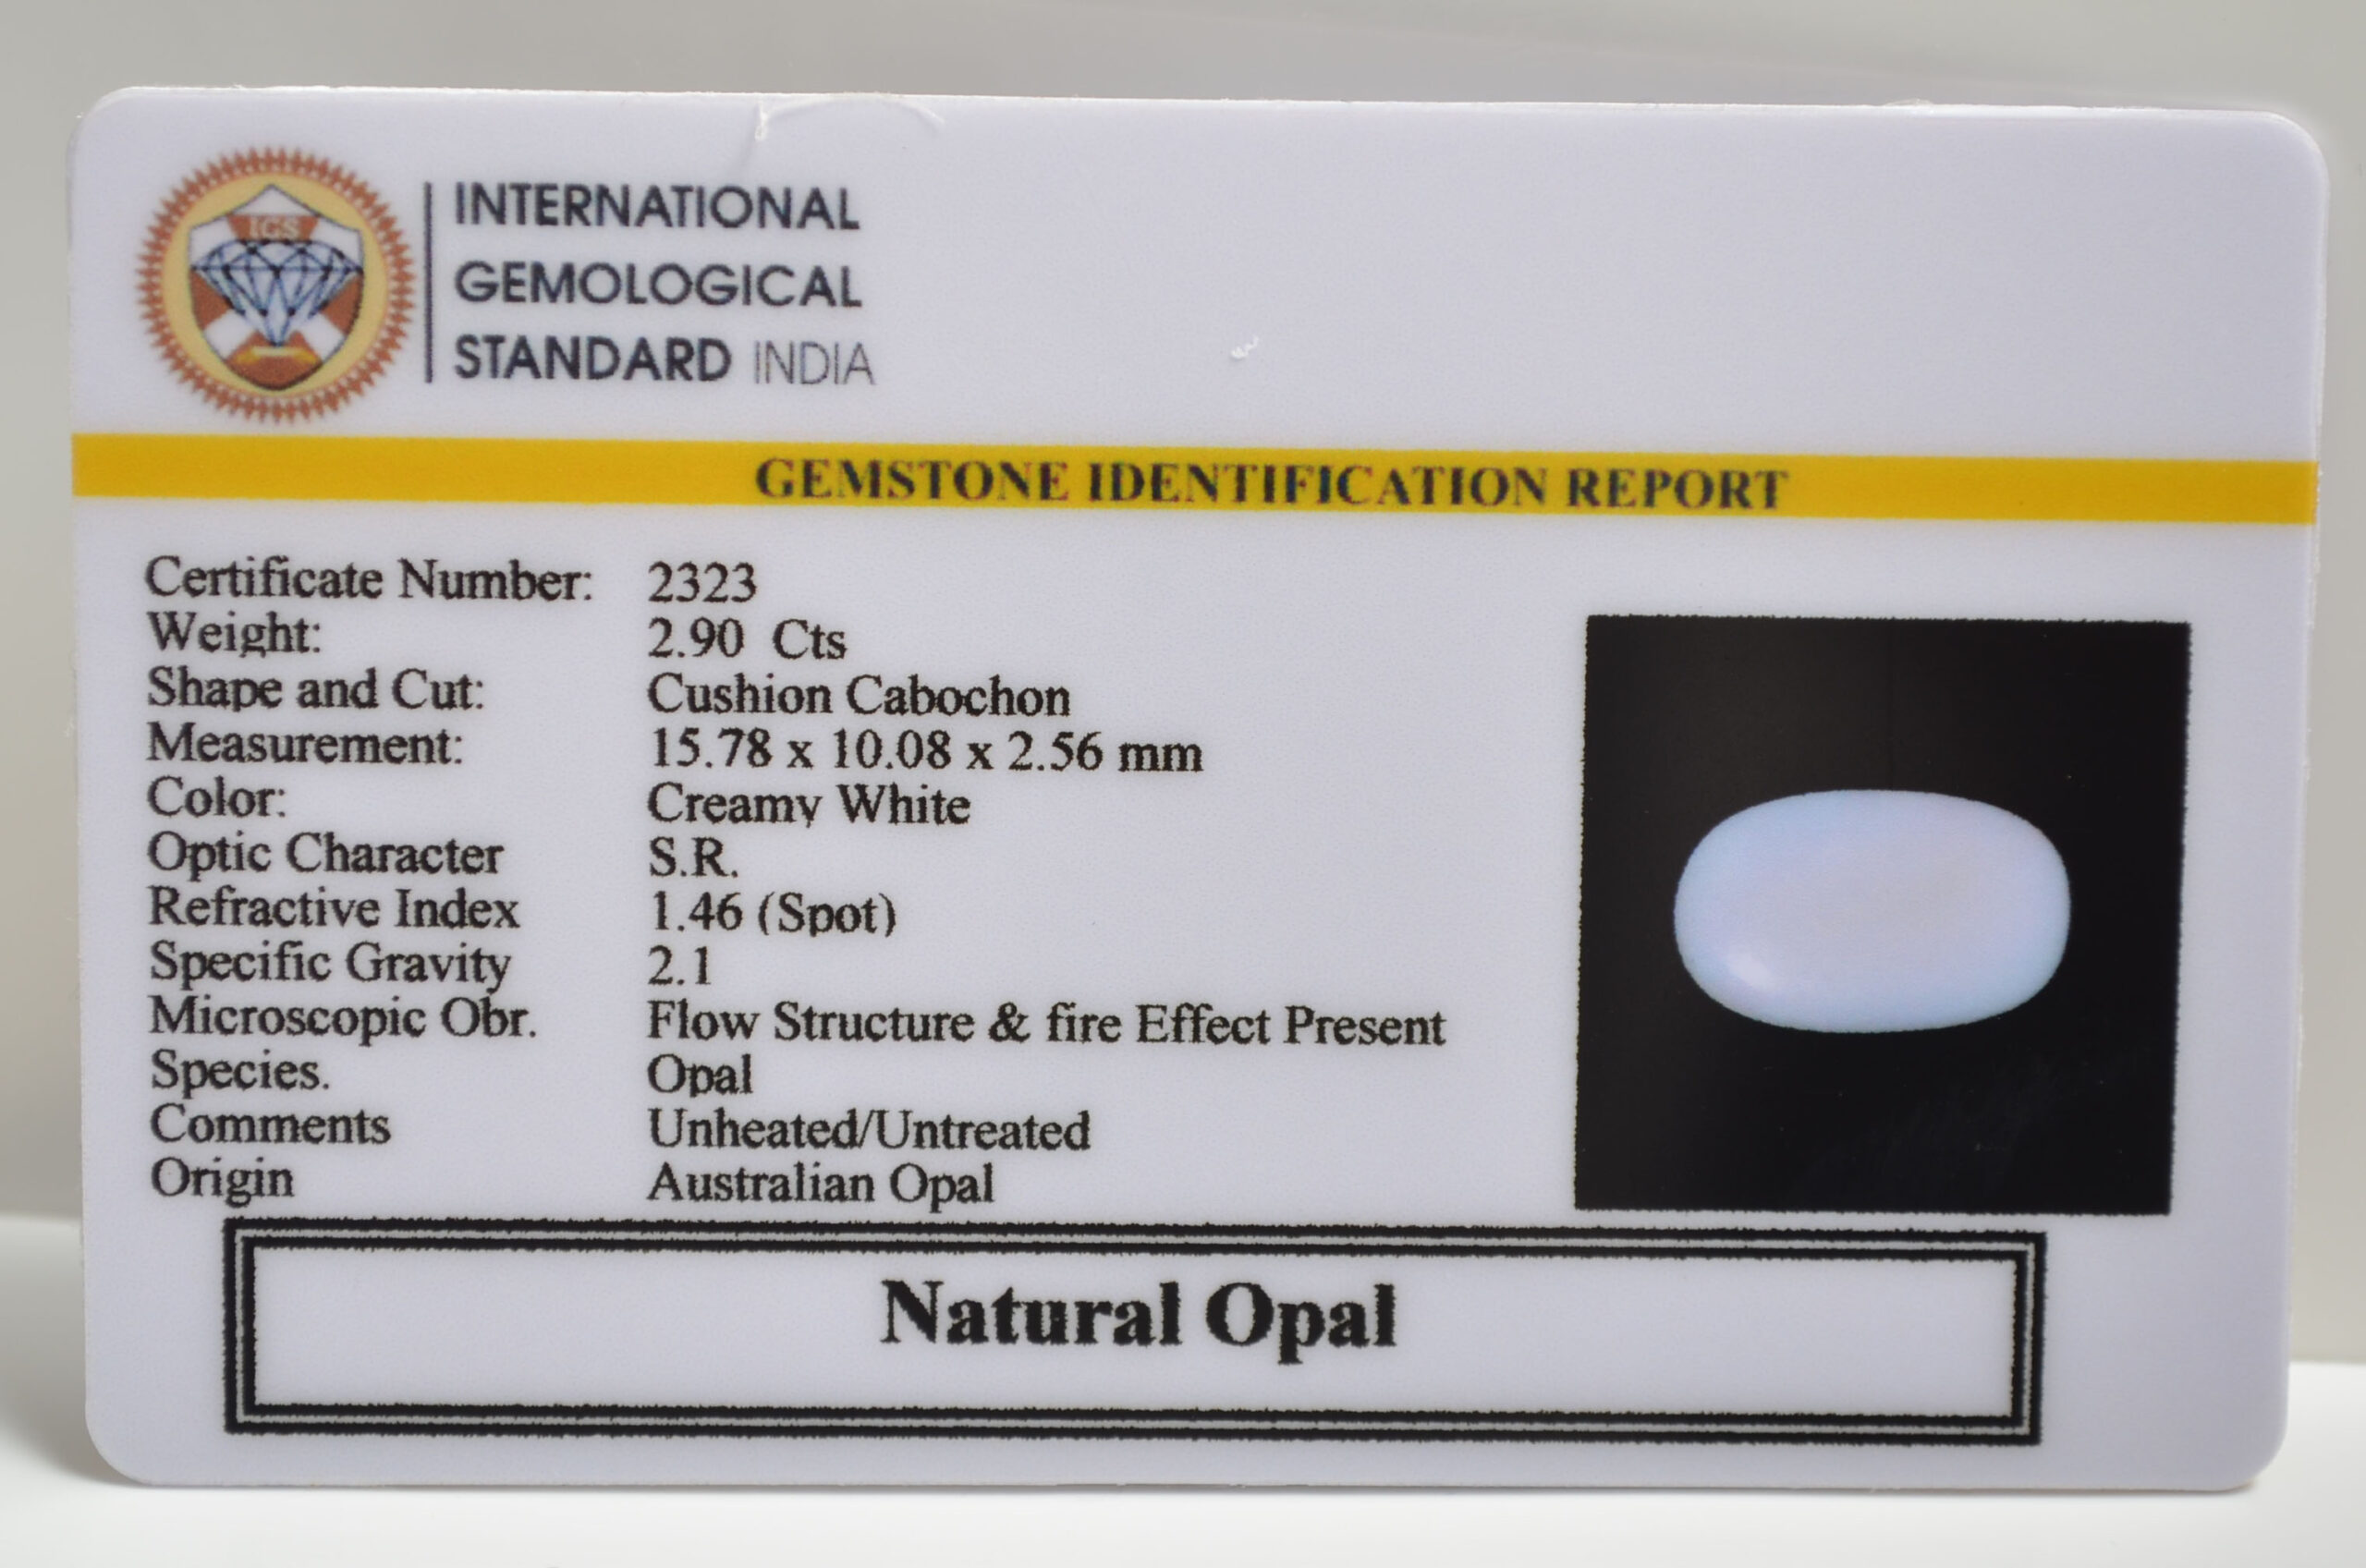 IGS
INTERNATIONAL
GEMOLOGICAL
STANDARD INDIA
GEMSTONE IDENTIFICATION REPORT
Certificate Number: 2323
Weight: 2.90 Cts
Shape and Cut: Cushion Cabochon
Measurement: 15.78 x 10.08 x 2.56 mm
Color: Creamy White
Optic Character S.R.
Refractive Index 1.46 (Spot)
Specific Gravity 2.1
Microscopic Obr. Flow Structure & fire Effect Present
Species. Opal
Comments Unheated/Untreated
Origin Australian Opal
Natural Opal